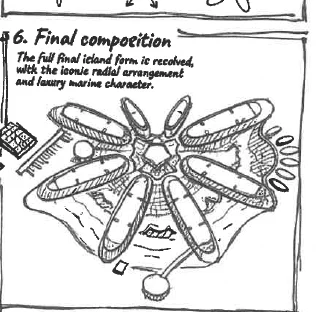 6. Final composition
The full final island form is resolved,
with the iconic radial arrangement
and luxury marine character.